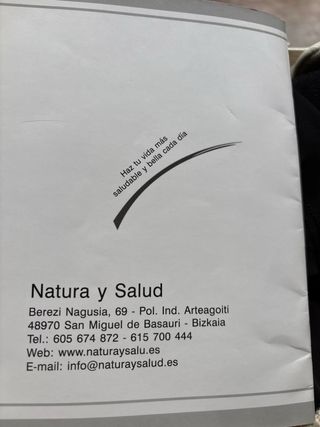 Haz tu vida más
saludable y bella cada día
Natura y Salud
Berezi Nagusia, 69 - Pol. Ind. Arteagoiti
48970 San Miguel de Basauri - Bizkaia
Tel.: 605 674 872 - 615 700 444
Web: www.naturaysalu.es
E-mail: info@naturaysalud.es